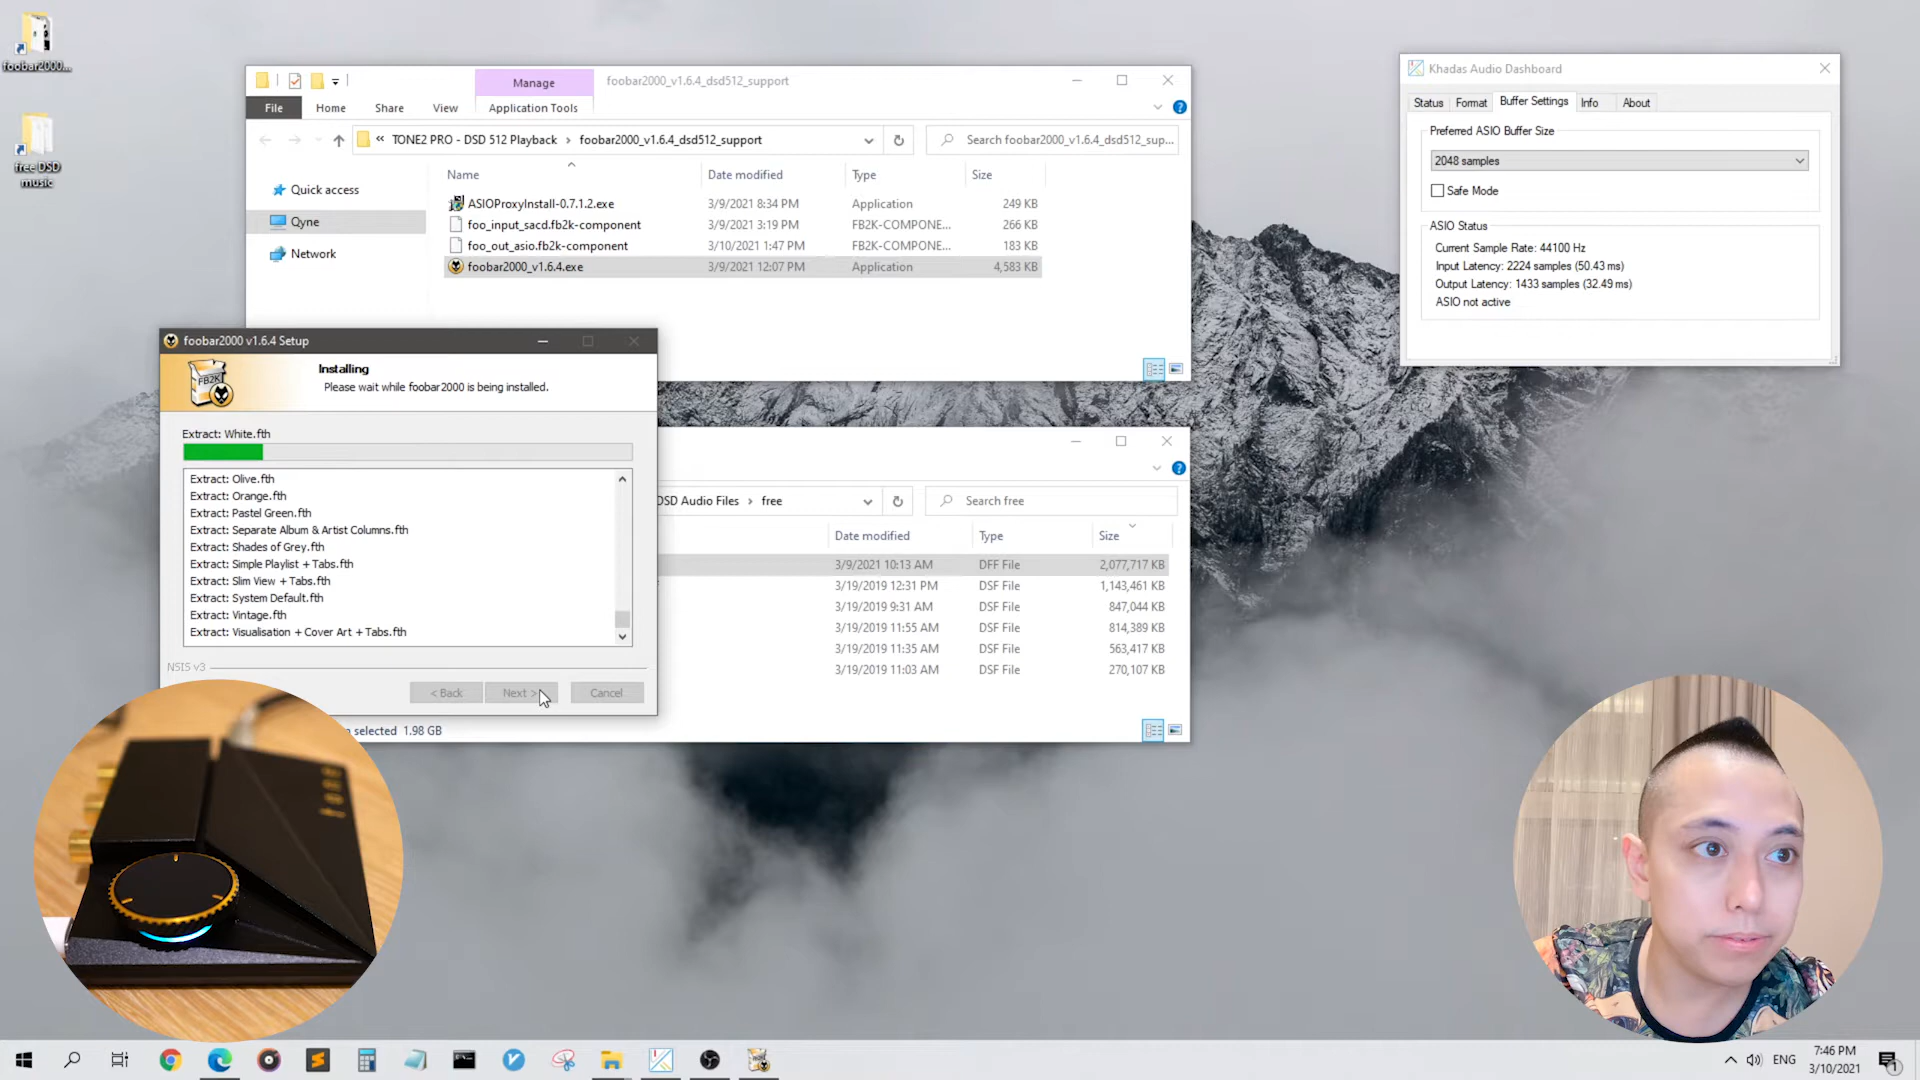 foobar2000...
free DSD
music
Manage
foobar2000_v1.6.4_dsd512_support
File
Home
Share
View
Application Tools
« TONE2 PRO - DSD 512 Playback > foobar2000_v1.6.4_dsd512_support
Search foobar2000_v1.6.4_dsd512_sup...
Quick access
Qyne
Network
Name
Date modified
Type
Size
ASIOProxyInstall-0.7.1.2.exe
3/9/2021 8:34 PM
Application
249 KB
foo_input_sacd.fb2k-component
3/9/2021 3:19 PM
FB2K-COMPONE...
266 KB
foo_out_asio.fb2k-component
3/10/2021 1:47 PM
FB2K-COMPONE...
183 KB
foobar2000_v1.6.4.exe
3/9/2021 12:07 PM
Application
4,583 KB
Khadas Audio Dashboard
Status
Format
Buffer Settings
Info
About
Preferred ASIO Buffer Size
2048 samples
Safe Mode
ASIO Status
Current Sample Rate: 44100 Hz
Input Latency: 2224 samples (50.43 ms)
Output Latency: 1433 samples (32.49 ms)
ASIO not active
foobar2000 v1.6.4 Setup
FB2K
Installing
Please wait while foobar2000 is being installed.
Extract: White.fth
Extract: Olive.fth
Extract: Orange.fth
Extract: Pastel Green.fth
Extract: Separate Album & Artist Columns.fth
Extract: Shades of Grey.fth
Extract: Simple Playlist + Tabs.fth
Extract: Slim View + Tabs.fth
Extract: System Default.fth
Extract: Vintage.fth
Extract: Visualisation + Cover Art + Tabs.fth
NSIS v3
< Back
Next >
Cancel
DSD Audio Files > free
Search free
Date modified
Type
Size
3/9/2021 10:13 AM
DFF File
2,077,717 KB
3/19/2019 12:31 PM
DSF File
1,143,461 KB
3/19/2019 9:31 AM
DSF File
847,044 KB
3/19/2019 11:55 AM
DSF File
814,389 KB
3/19/2019 11:35 AM
DSF File
563,417 KB
3/19/2019 11:03 AM
DSF File
270,107 KB
selected 1.98 GB
tone
ENG
7:46 PM
3/10/2021
1